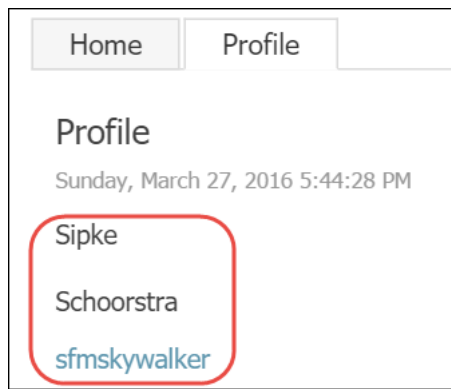 Home Profile
Profile
Sunday, March 27, 2016 5:44:28 PM
Sipke
Schoorstra
sfmskywalker